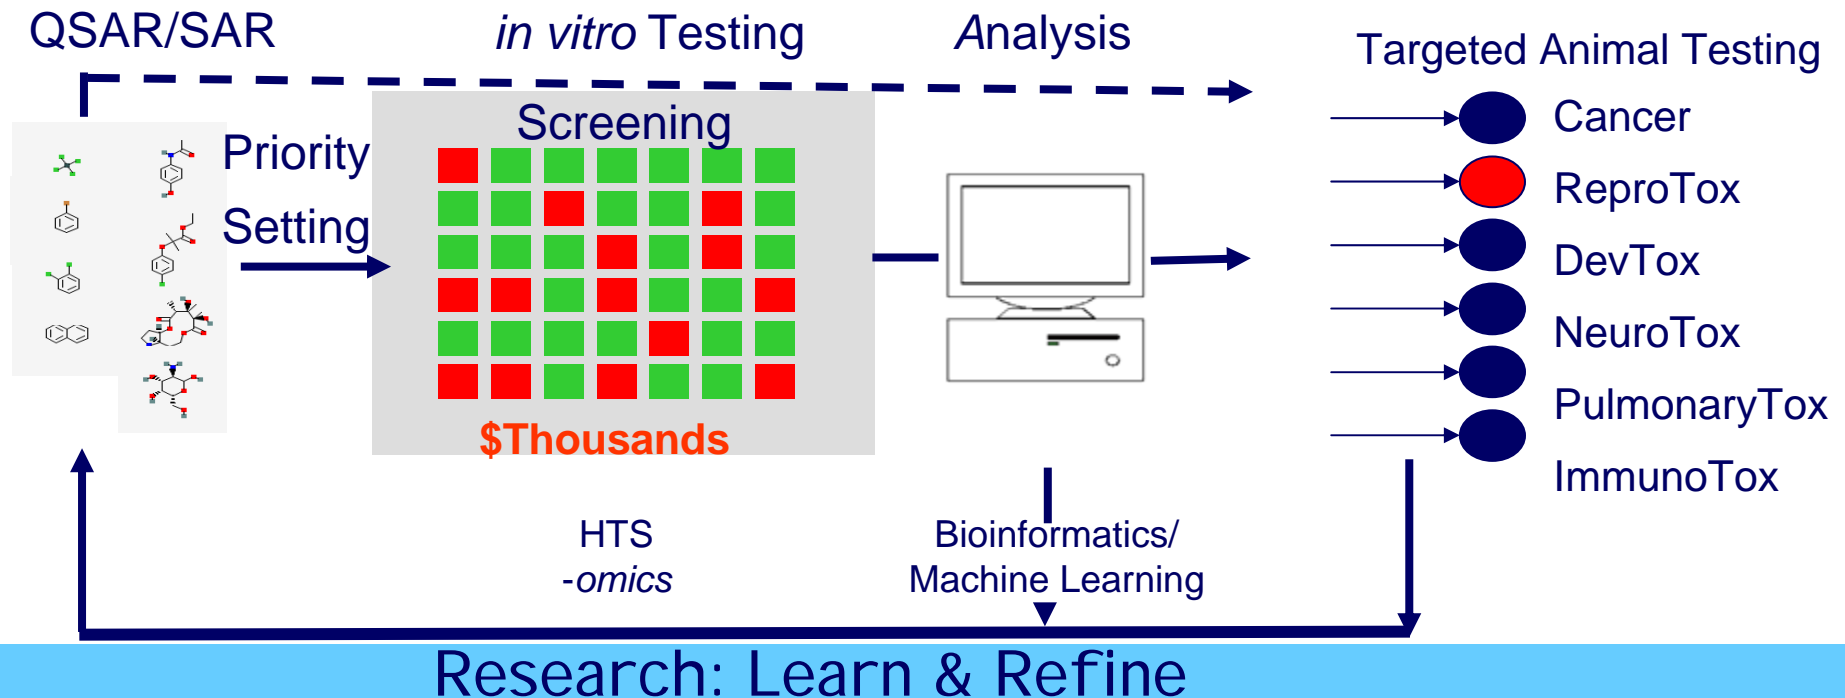 QSAR/SAR
in vitro Testing
Analysis
Targeted Animal Testing
Priority
Setting
Screening
$Thousands
Cancer
ReproTox
DevTox
NeuroTox
PulmonaryTox
ImmunoTox
HTS
-omics
Bioinformatics/
Machine Learning
Research: Learn & Refine